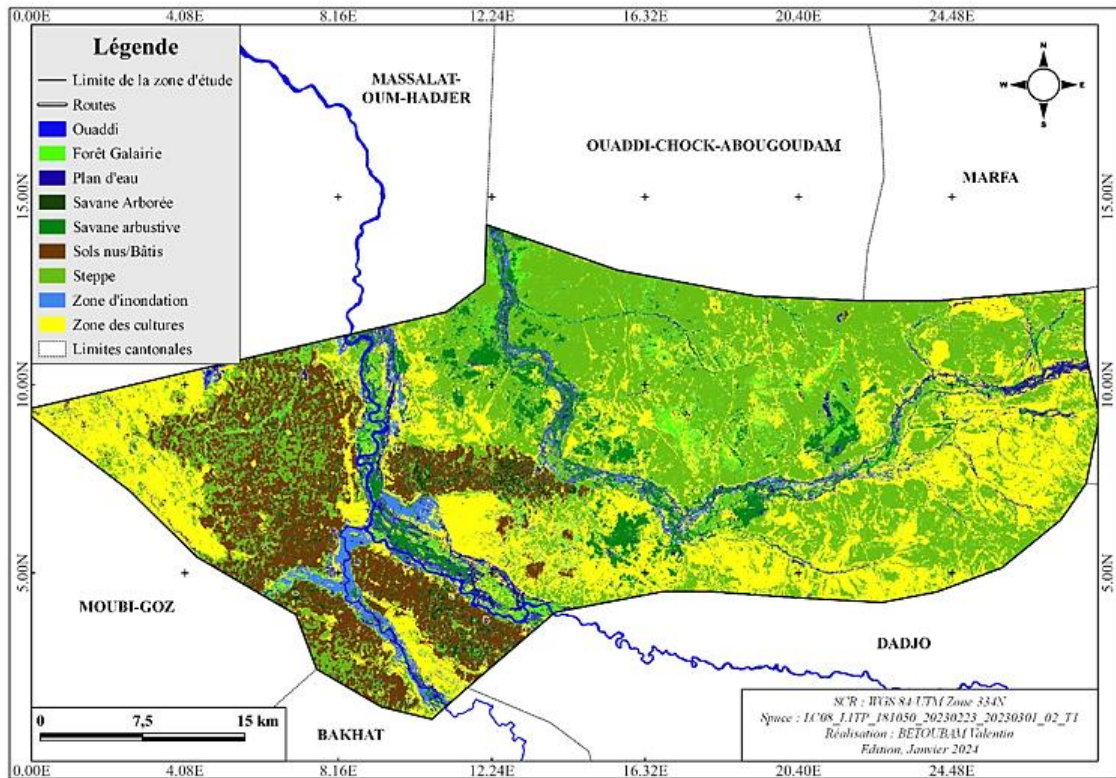 0.00E 4.08E 8.16E 12.24E 16.32E 20.40E 24.48E
Légende
Limite de la zone d'étude
Routes
Ouaddi
Forêt Galairie
Plan d'eau
Savane Arborée
Savane arbustive
Sols nus/Bâtis
Steppe
Zone d'inondation
Zone des cultures
Limites cantonales
MASSALAT-
OUM-HADJER
OUADDI-CHOCK-ABOUGOUDAM
MARFA
N
W E
S
15.00N 15.00N
10.00N 10.00N
5.00N 5.00N
MOUBI-GOZ
DADJO
BAKHAT
0 7,5 15 km
SCR : WGS 84-UTM Zone 334N
Spuce : LC08_L1TP_181050_20230223_20230301_02_T1
Réalisation : BETOUBAM Valentin
Edition, Janvier 2024
0.00E 4.08E 8.16E 12.24E 16.32E 20.40E 24.48E